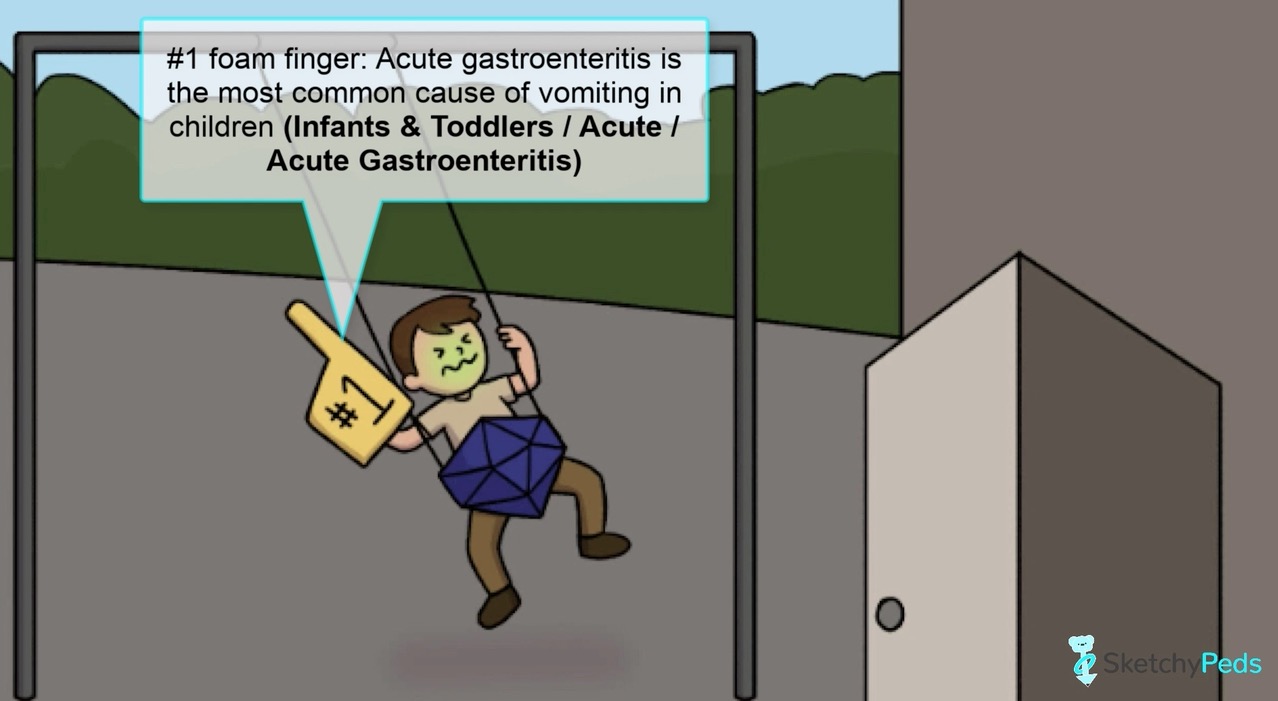 #1 foam finger: Acute gastroenteritis is
the most common cause of vomiting in
children (Infants & Toddlers / Acute /
Acute Gastroenteritis)
#1
SketchyPeds